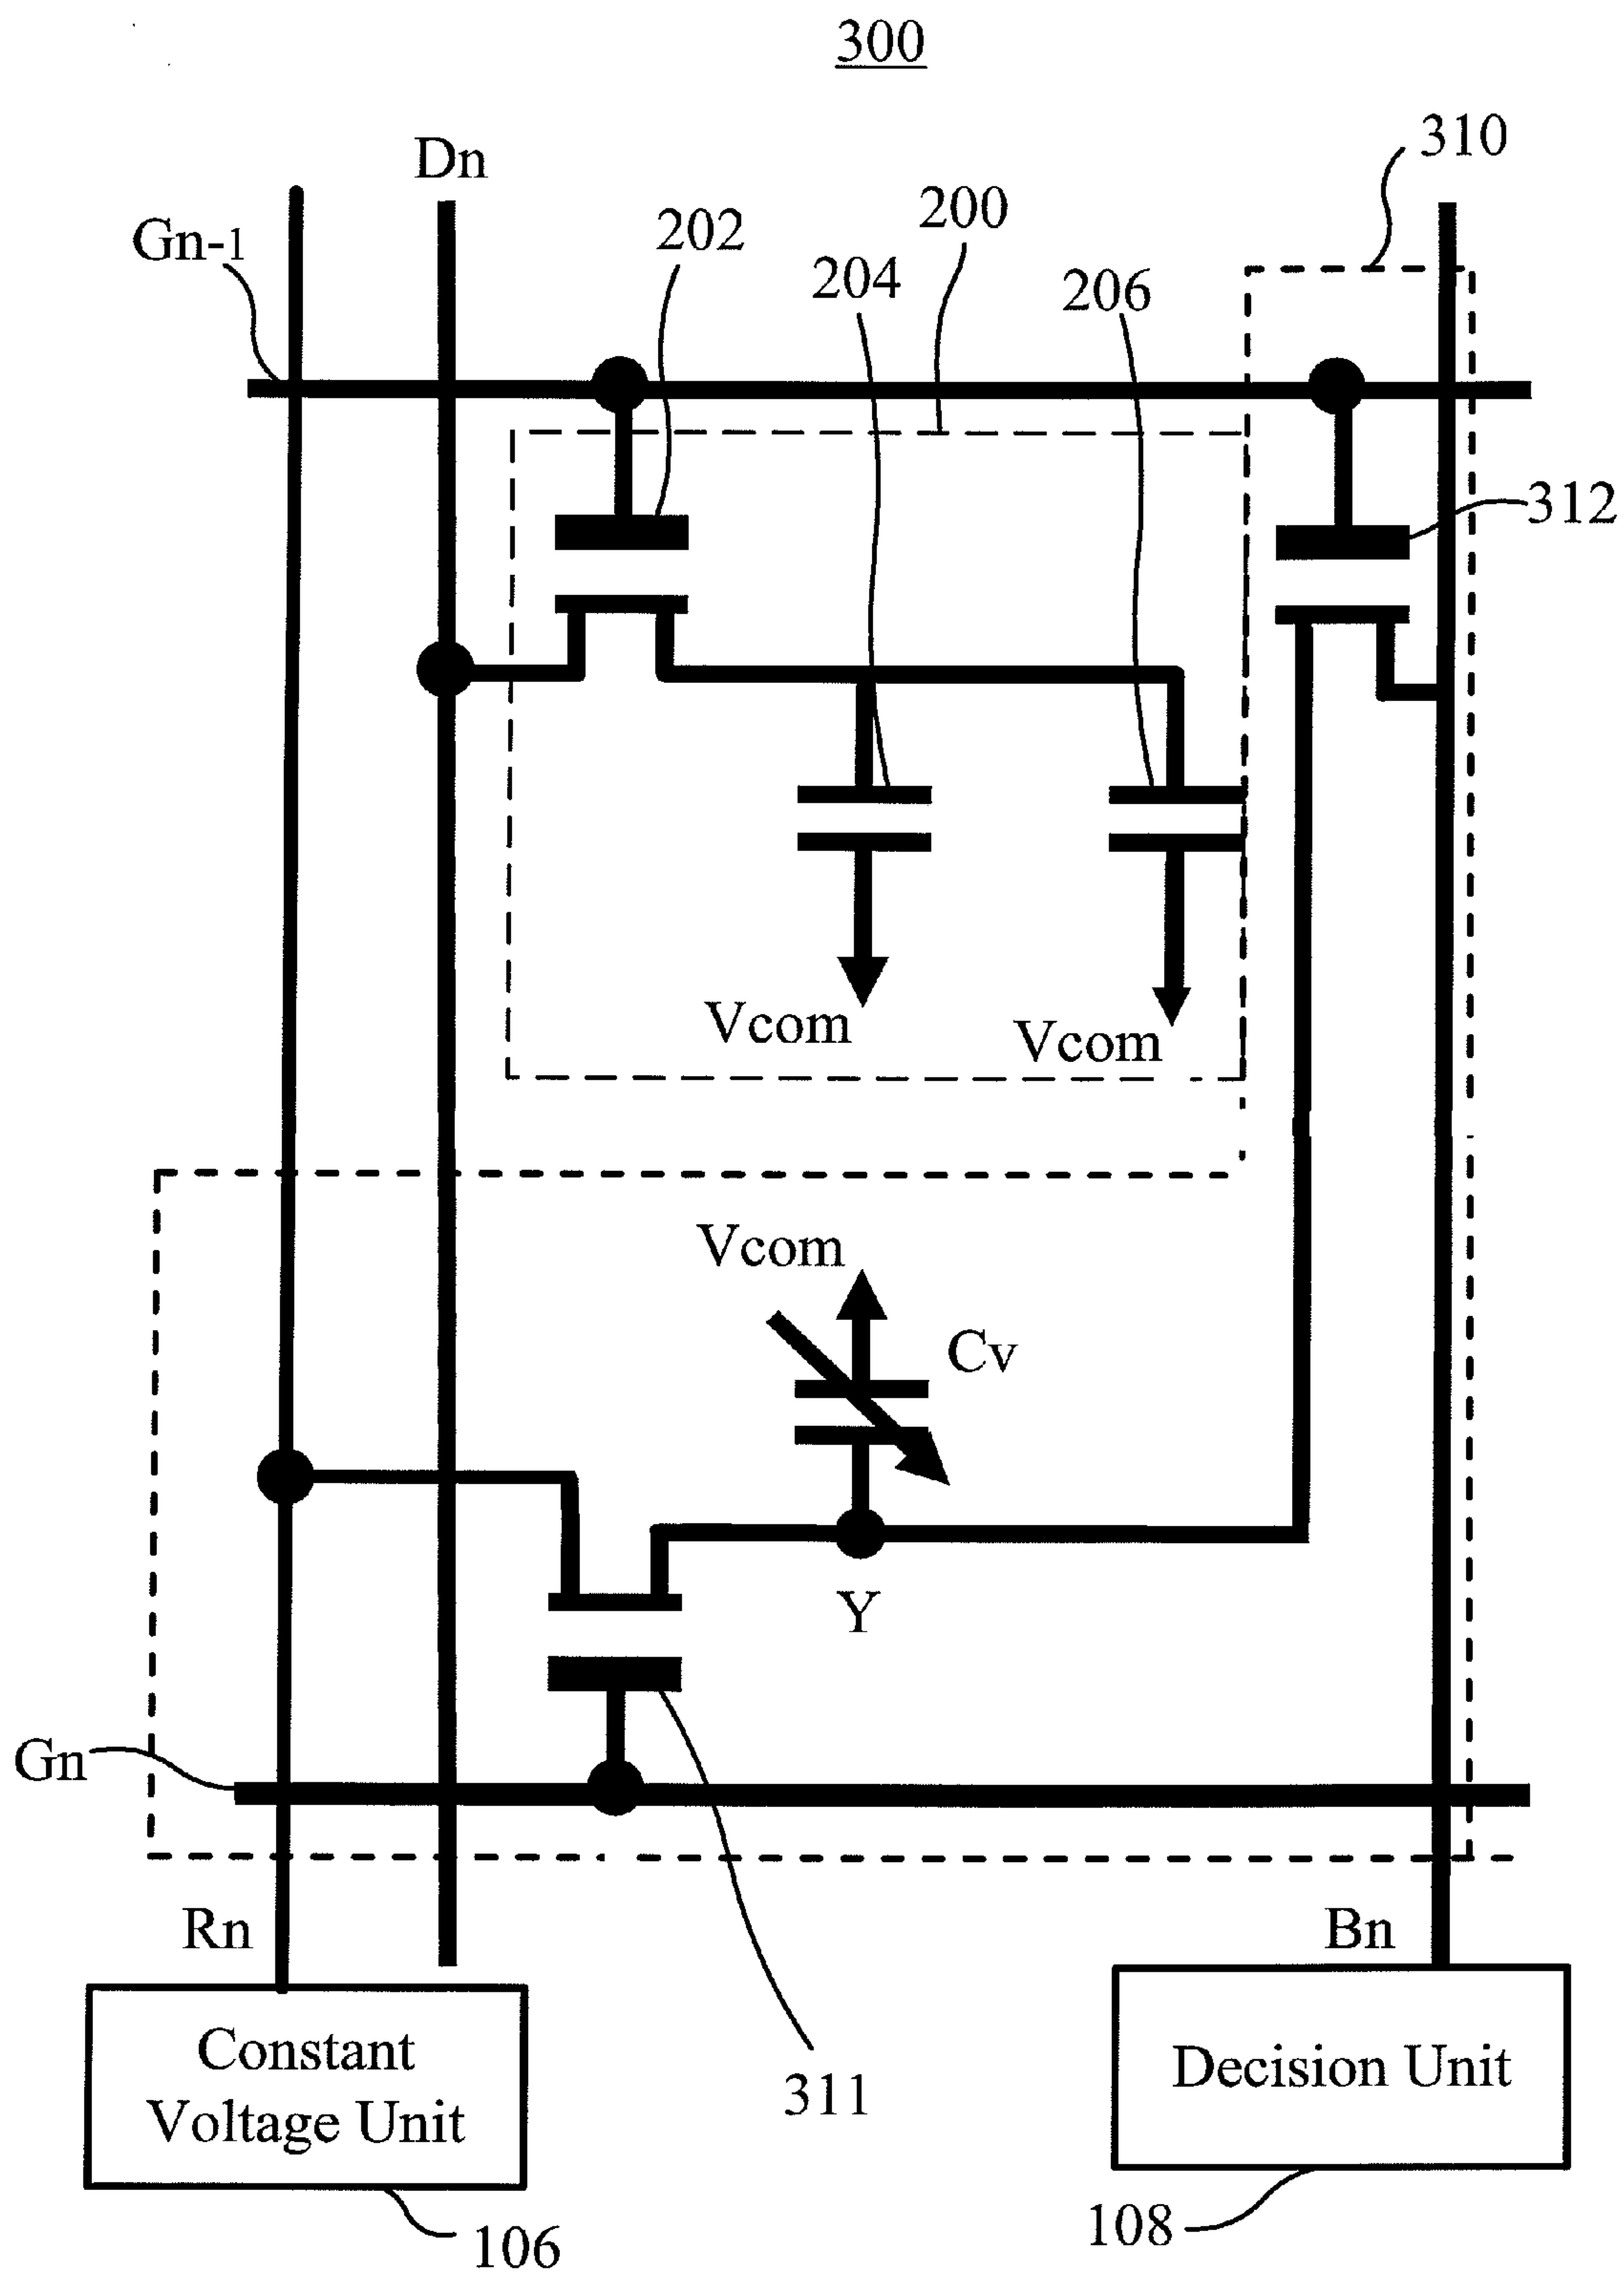 300
310
Dn
200
202
Gn-1
204
206
312
Vcom
Vcom
Vcom
Cv
Y
Gn
Rn
Bn
Constant
Voltage Unit
Decision Unit
311
108
106